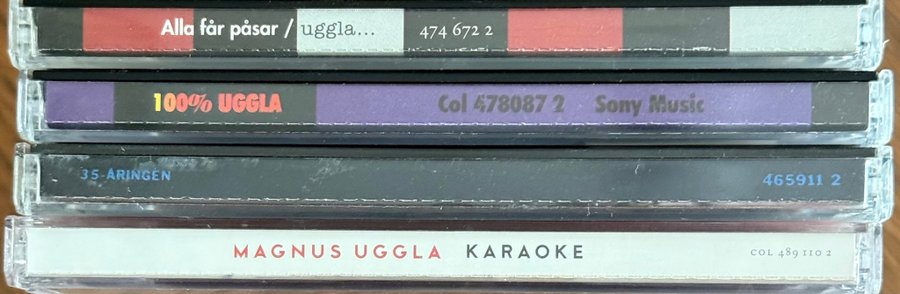 Alla får påsar / uggla... 474 672 2
100% UGGLA Col 478087 2 Sony Music
35-ÅRINGEN 465911 2
MAGNUS UGGLA KARAOKE COL 489 110 2